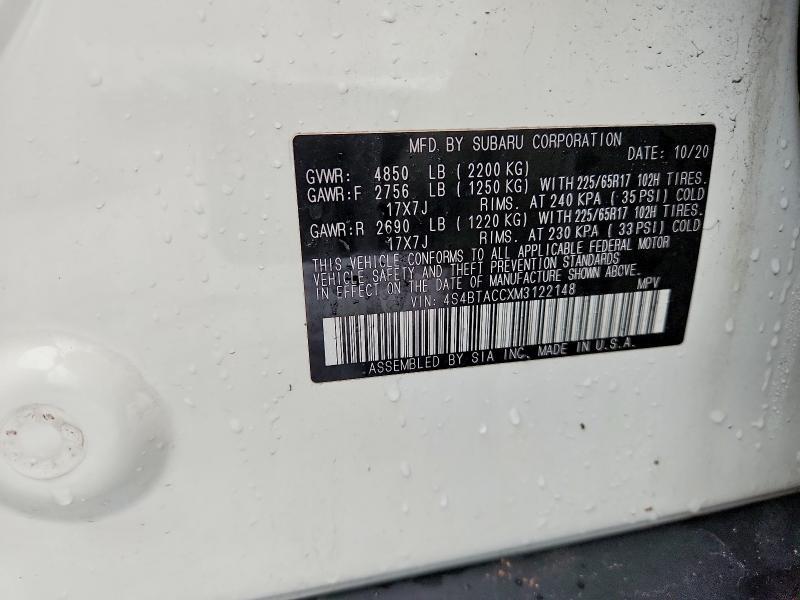 MFD. BY SUBARU CORPORATION DATE: 10/20
GVWR: 4850 LB (2200 KG)
GAWR:F 2756 LB (1250 KG) WITH 225/65R17 102H TIRES.
17X7J RIMS. AT 240 KPA (35 PSI) COLD
GAWR:R 2690 LB (1220 KG) WITH 225/65R17 102H TIRES.
17X7J RIMS. AT 230 KPA (33 PSI) COLD
THIS VEHICLE CONFORMS TO ALL APPLICABLE FEDERAL MOTOR
VEHICLE SAFETY AND THEFT PREVENTION STANDARDS
IN EFFECT ON THE DATE OF MANUFACTURE SHOWN ABOVE.
VIN: 4S4BTACCXM3122148 MPV
ASSEMBLED BY SIA INC. MADE IN U.S.A.